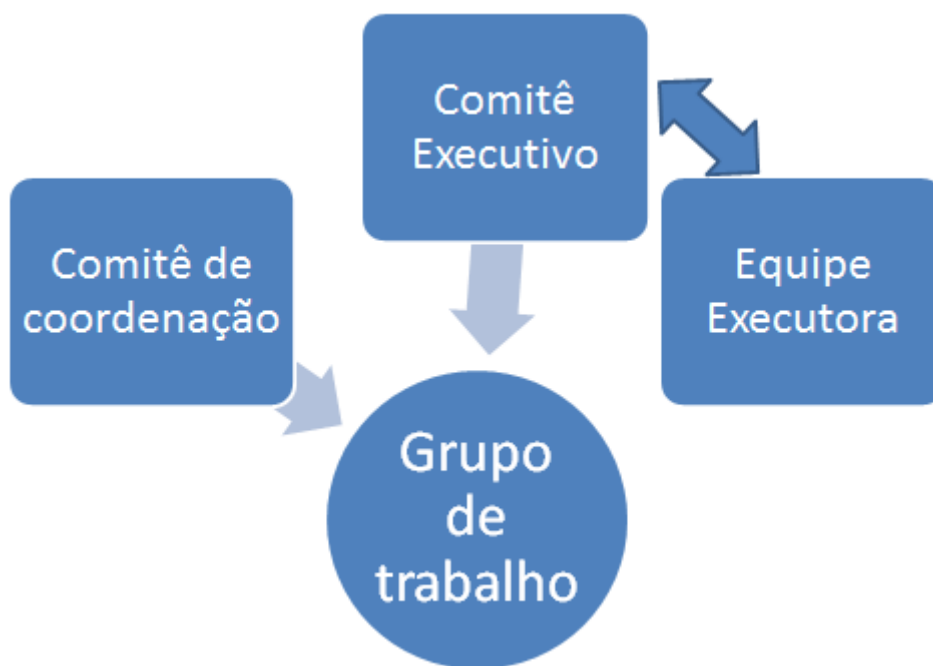 Comitê
Executivo
Comitê de
coordenação
Equipe
Executora
Grupo
de
trabalho